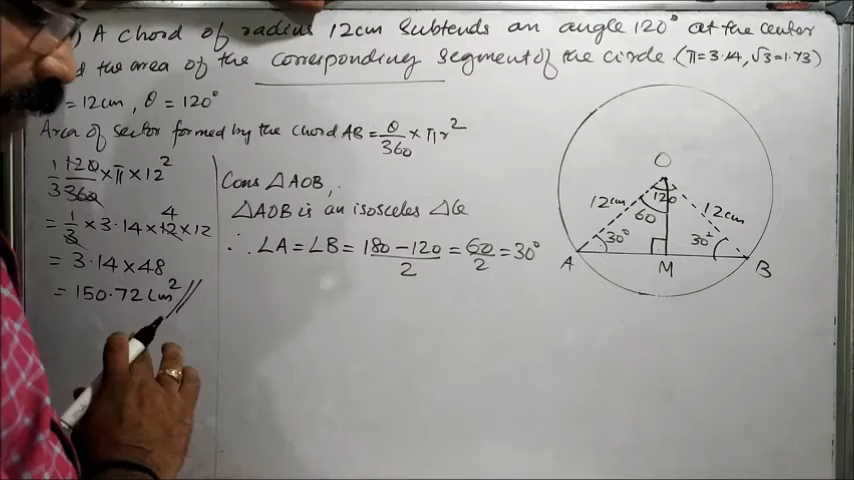 ) A chord of radius 12cm Subtends an angle 120° at the center
the area of the corresponding segment of the circle. (π=3.14, √3=1.73)
= 12cm, θ = 120°
Area of sector formed by the chord AB = θ/360 × πr²
1/3 120/360 × π × 12²
= 1/3 × 3.14 × 12 × 12
4
= 3.14 × 48
= 150.72 cm²
Cons △AOB,
△AOB is an isosceles △le
∴ ∠A = ∠B = 180 − 120/2 = 60/2 = 30°
O
120
12cm
12cm
60
30°
30°
A
M
B